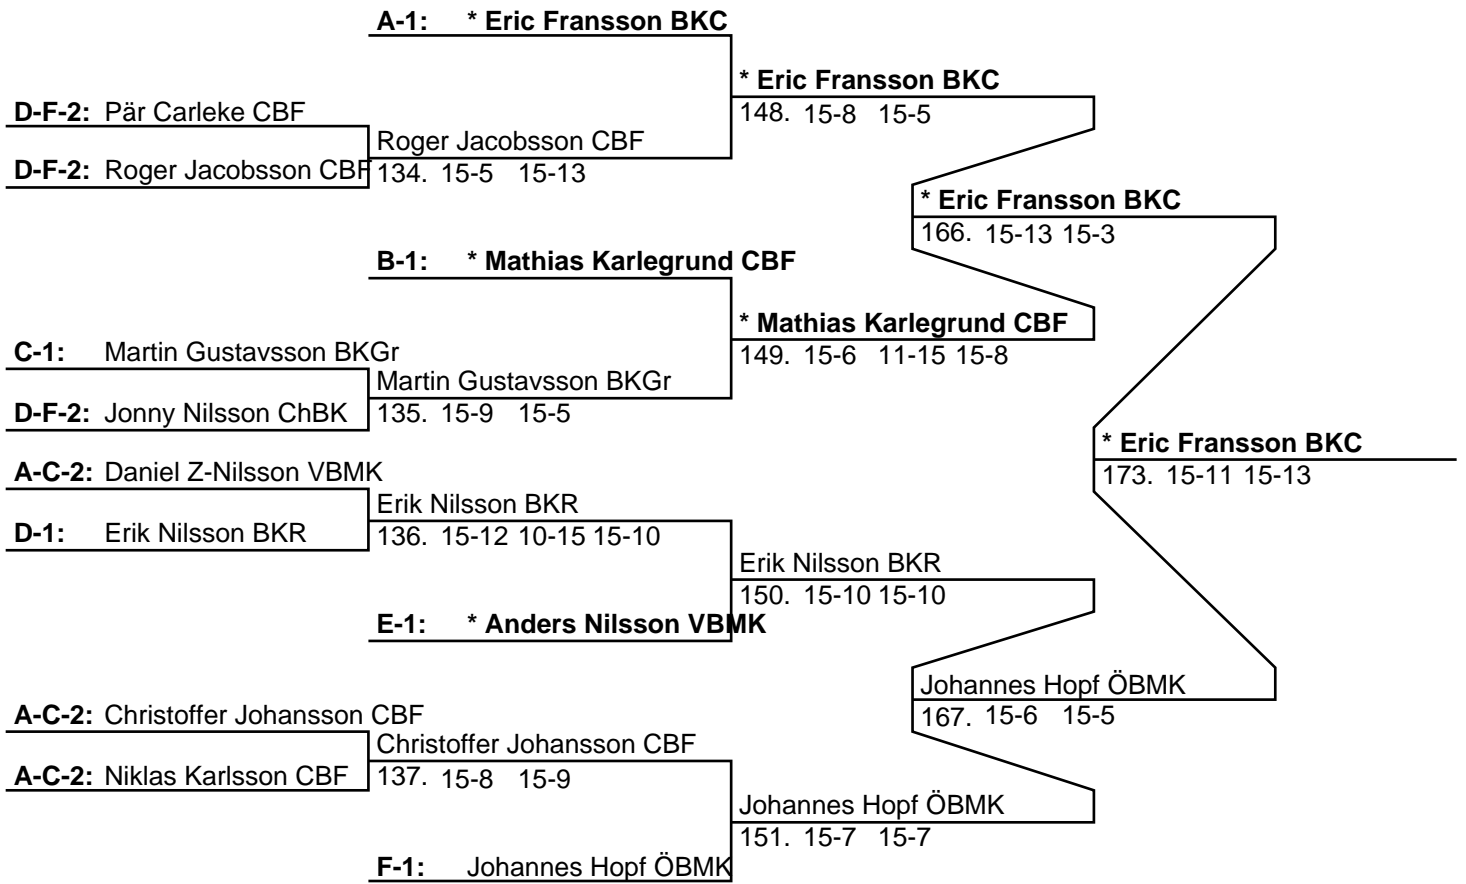 A-1: * Eric Fransson BKC
* Eric Fransson BKC
D-F-2: Pär Carleke CBF
148. 15-8 15-5
Roger Jacobsson CBF
D-F-2: Roger Jacobsson CBF
134. 15-5 15-13
* Eric Fransson BKC
166. 15-13 15-3
B-1: * Mathias Karlegrund CBF
* Mathias Karlegrund CBF
C-1: Martin Gustavsson BKGr
149. 15-6 11-15 15-8
Martin Gustavsson BKGr
D-F-2: Jonny Nilsson ChBK
135. 15-9 15-5
* Eric Fransson BKC
A-C-2: Daniel Z-Nilsson VBMK
173. 15-11 15-13
Erik Nilsson BKR
D-1: Erik Nilsson BKR
136. 15-12 10-15 15-10
Erik Nilsson BKR
150. 15-10 15-10
E-1: * Anders Nilsson VBMK
Johannes Hopf ÖBMK
A-C-2: Christoffer Johansson CBF
167. 15-6 15-5
Christoffer Johansson CBF
A-C-2: Niklas Karlsson CBF
137. 15-8 15-9
Johannes Hopf ÖBMK
151. 15-7 15-7
F-1: Johannes Hopf ÖBMK